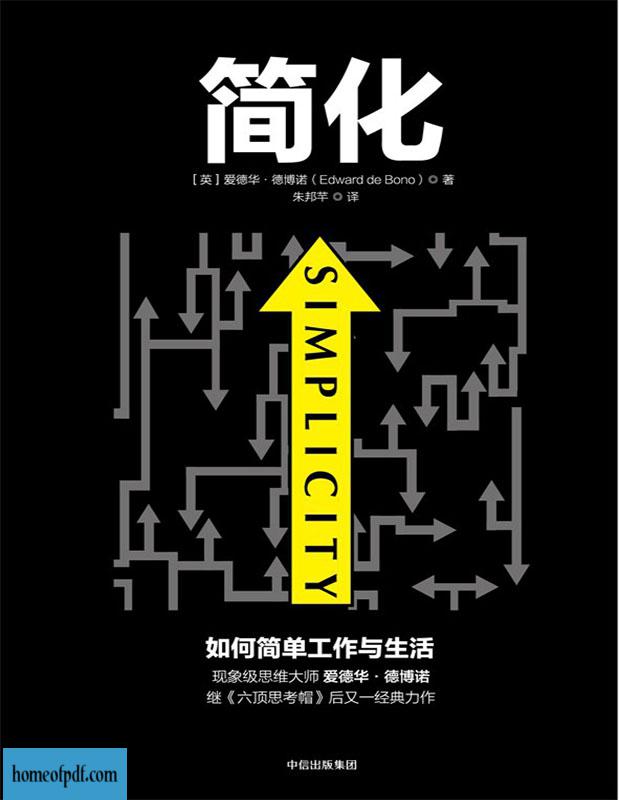 简化
[英] 爱德华·德博诺(Edward de Bono) ◎ 著
朱邦芊 ◎ 译
SIMPLICITY
如何简单工作与生活
现象级思维大师 爱德华·德博诺
继《六顶思考帽》后又一经典力作
中信出版集团
homeofpdf.com